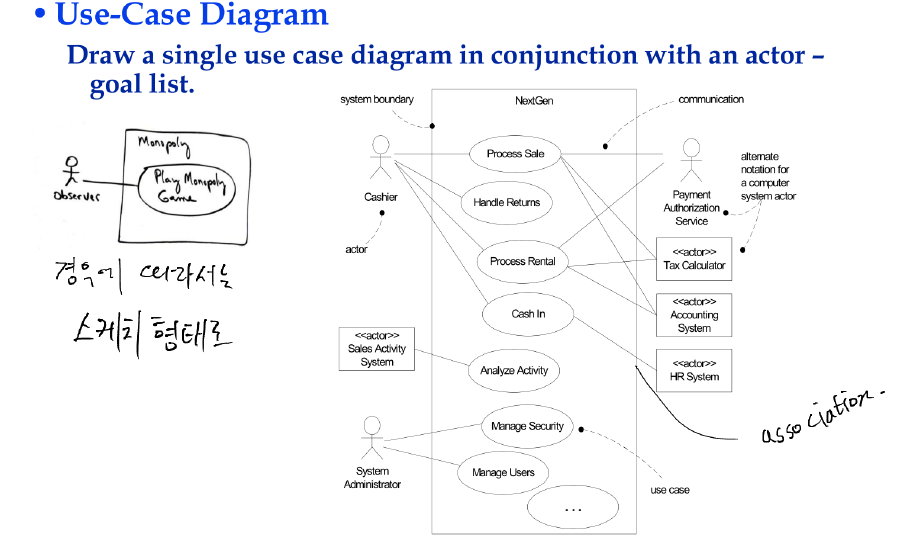 • Use-Case Diagram
Draw a single use case diagram in conjunction with an actor –
goal list.
Monopoly
Play Monopoly
Game
observer
경우에 따라서는
스케치 형태로
system boundary
NextGen
communication
Process Sale
Cashier
Handle Returns
Payment
Authorization
Service
alternate
notation for
a computer
system actor
actor
Process Rental
<<actor>>
Tax Calculator
Cash In
<<actor>>
Accounting
System
<<actor>>
Sales Activity
System
Analyze Activity
<<actor>>
HR System
association.
Manage Security
System
Administrator
Manage Users
use case
...